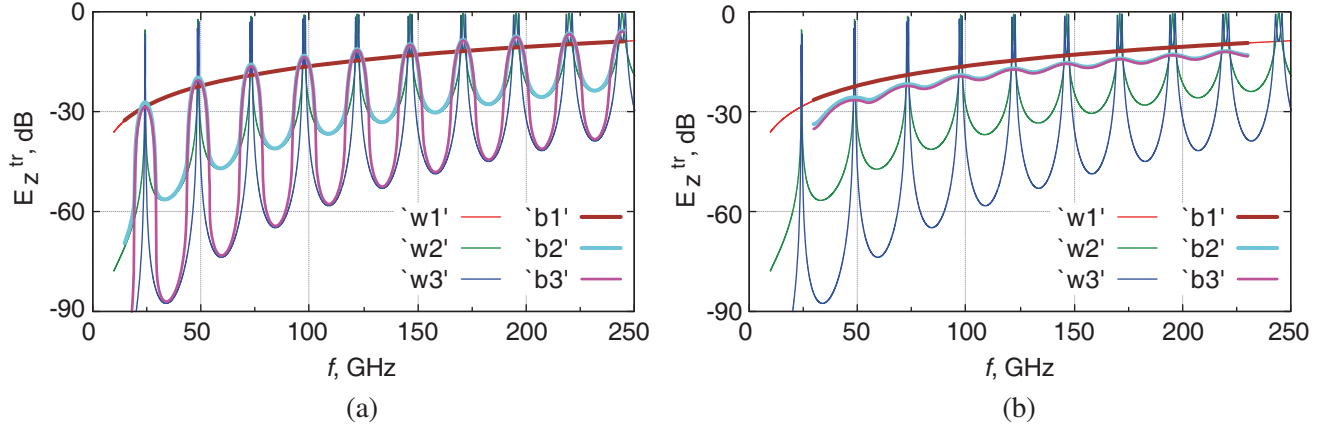 0
-30
-60
-90
E z tr, dB
0 50 100 150 200 250
f, GHz
`w1' `b1'
`w2' `b2'
`w3' `b3'
(a)
0
-30
-60
-90
E z tr, dB
0 50 100 150 200 250
f, GHz
`w1' `b1'
`w2' `b2'
`w3' `b3'
(b)